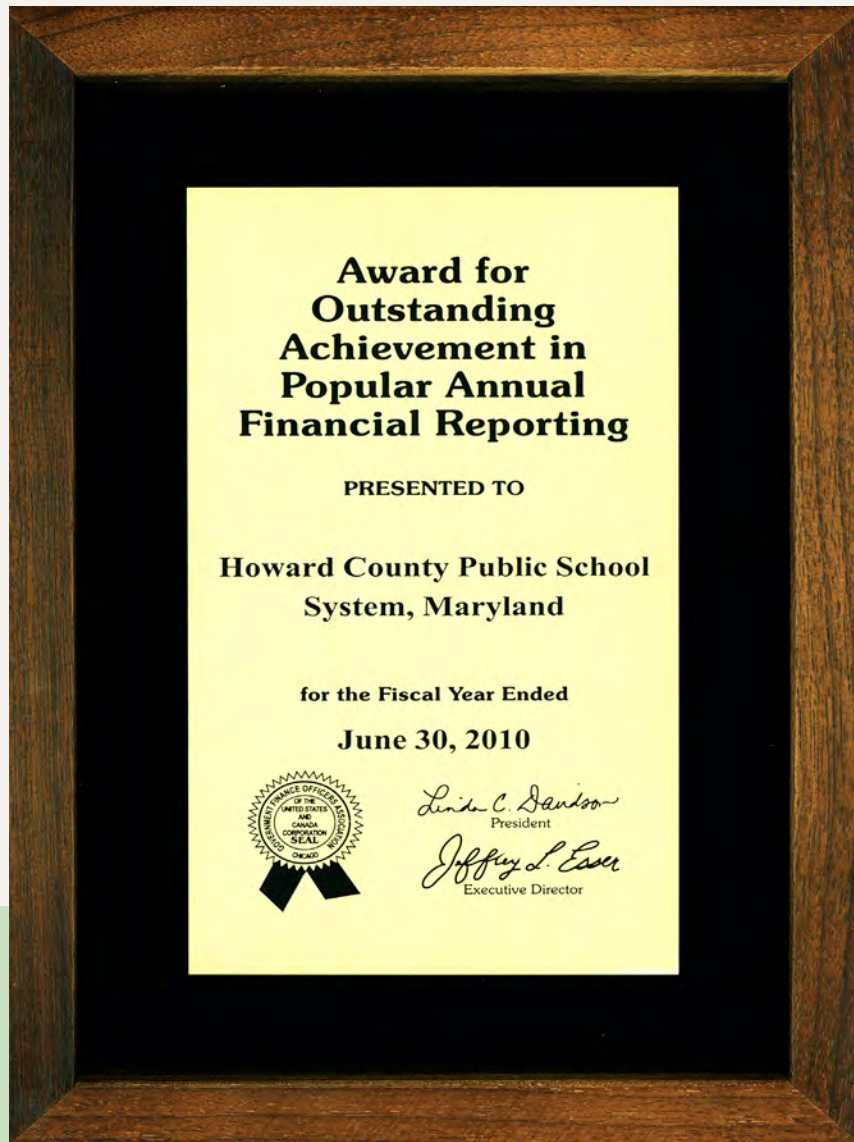 Award for
Outstanding
Achievement in
Popular Annual
Financial Reporting
PRESENTED TO
Howard County Public School
System, Maryland
for the Fiscal Year Ended
June 30, 2010
GOVERNMENT FINANCE OFFICERS ASSOCIATION
OF THE
UNITED STATES
AND
CANADA
CORPORATION
SEAL
CHICAGO
Linda C. Davidson
President
Jeffrey L. Esser
Executive Director